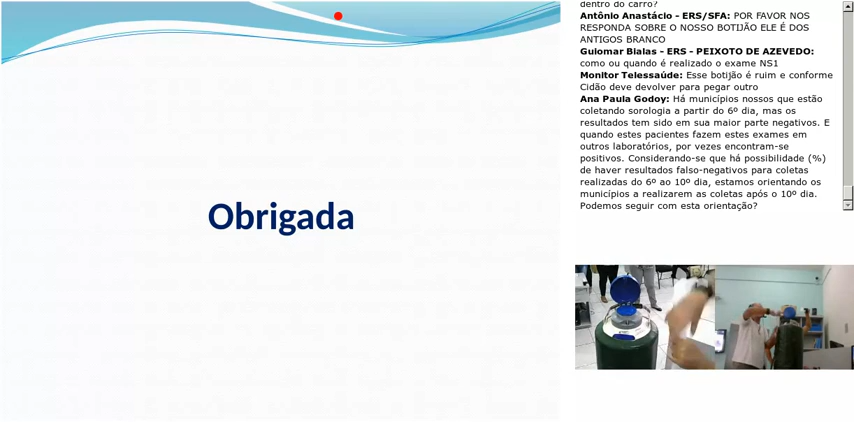 Obrigada
dentro do carro?
Antônio Anastácio - ERS/SFA: POR FAVOR NOS
RESPONDA SOBRE O NOSSO BOTIJÃO ELE É DOS
ANTIGOS BRANCO
Guiomar Bialas - ERS - PEIXOTO DE AZEVEDO:
como ou quando é realizado o exame NS1
Monitor Telessaúde: Esse botijão é ruim e conforme
Cidão deve devolver para pegar outro
Ana Paula Godoy: Há municípios nossos que estão
coletando sorologia a partir do 6º dia, mas os
resultados tem sido em sua maior parte negativos. E
quando estes pacientes fazem estes exames em
outros laboratórios, por vezes encontram-se
positivos. Considerando-se que há possibilidade (%)
de haver resultados falso-negativos para coletas
realizadas do 6º ao 10º dia, estamos orientando os
municípios a realizarem as coletas após o 10º dia.
Podemos seguir com esta orientação?